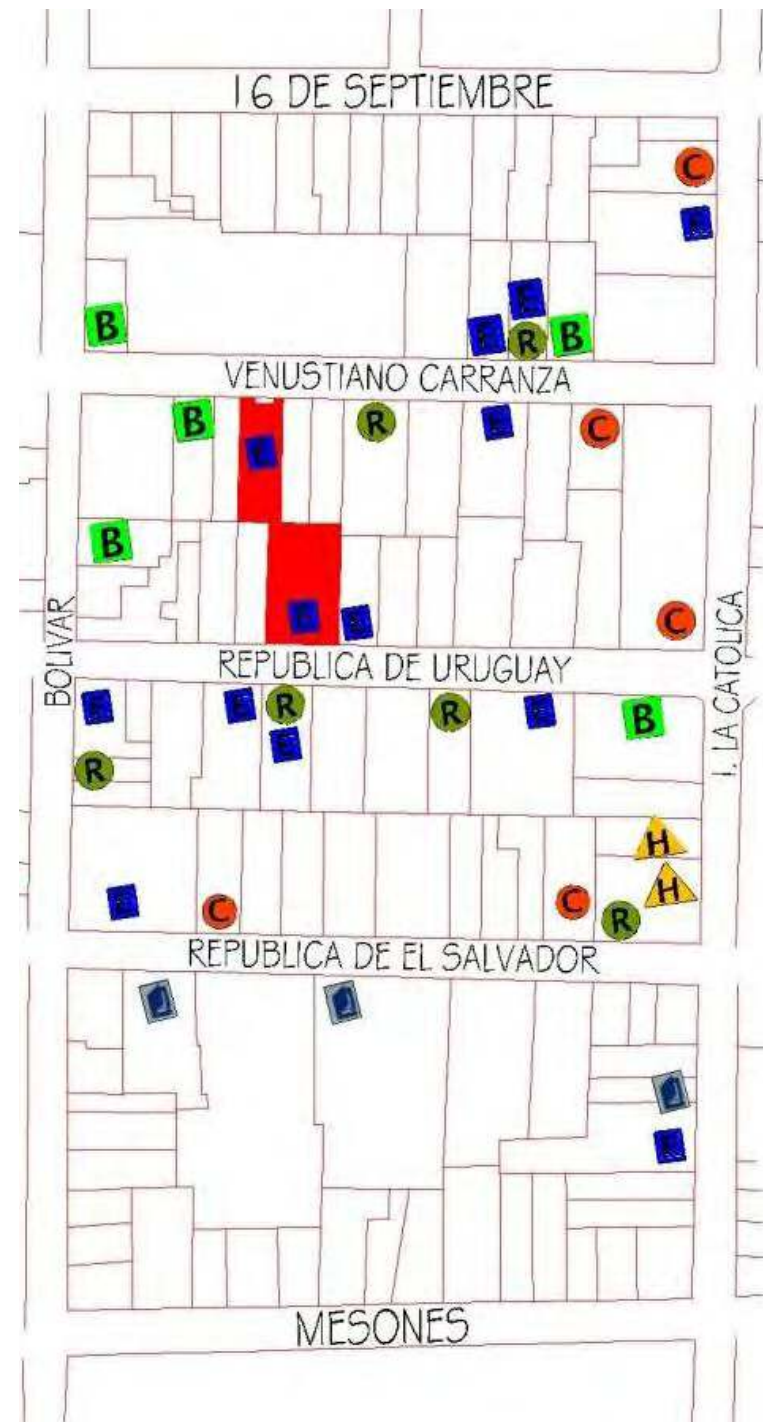 16 DE SEPTIEMBRE
C
E
E
B
E
R
B
VENUSTIANO CARRANZA
B
R
E
C
E
B
E
E
C
BOLIVAR
REPUBLICA DE URUGUAY
I. LA CATOLICA
E
E
R
R
E
B
E
R
H
H
E
C
C
R
REPUBLICA DE EL SALVADOR
E
MESONES